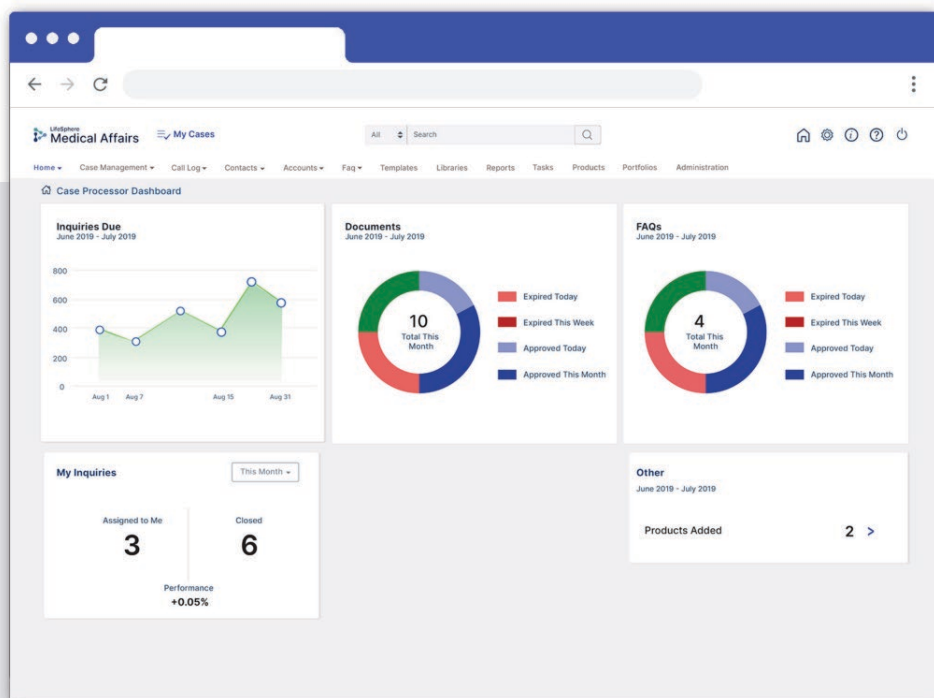 LifeSphere
Medical Affairs
My Cases
All
Search
Home Case Management Call Log Contacts Accounts Faq Templates Libraries Reports Tasks Products Portfolios Administration
Case Processor Dashboard
Inquiries Due
June 2019 - July 2019
800
600
400
200
0
Aug 1 Aug 7 Aug 15 Aug 31
Documents
June 2019 - July 2019
10
Total This
Month
Expired Today
Expired This Week
Approved Today
Approved This Month
FAQs
June 2019 - July 2019
4
Total This
Month
Expired Today
Expired This Week
Approved Today
Approved This Month
My Inquiries
This Month
Assigned to Me Closed
3 6
Performance
+0.05%
Other
June 2019 - July 2019
Products Added 2 >